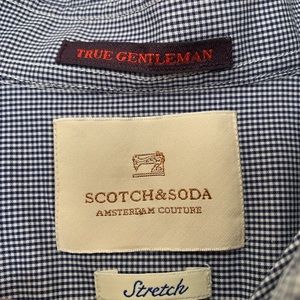 TRUE GENTLEMAN
SCOTCH&SODA
AMSTERDAM COUTURE
Stretch